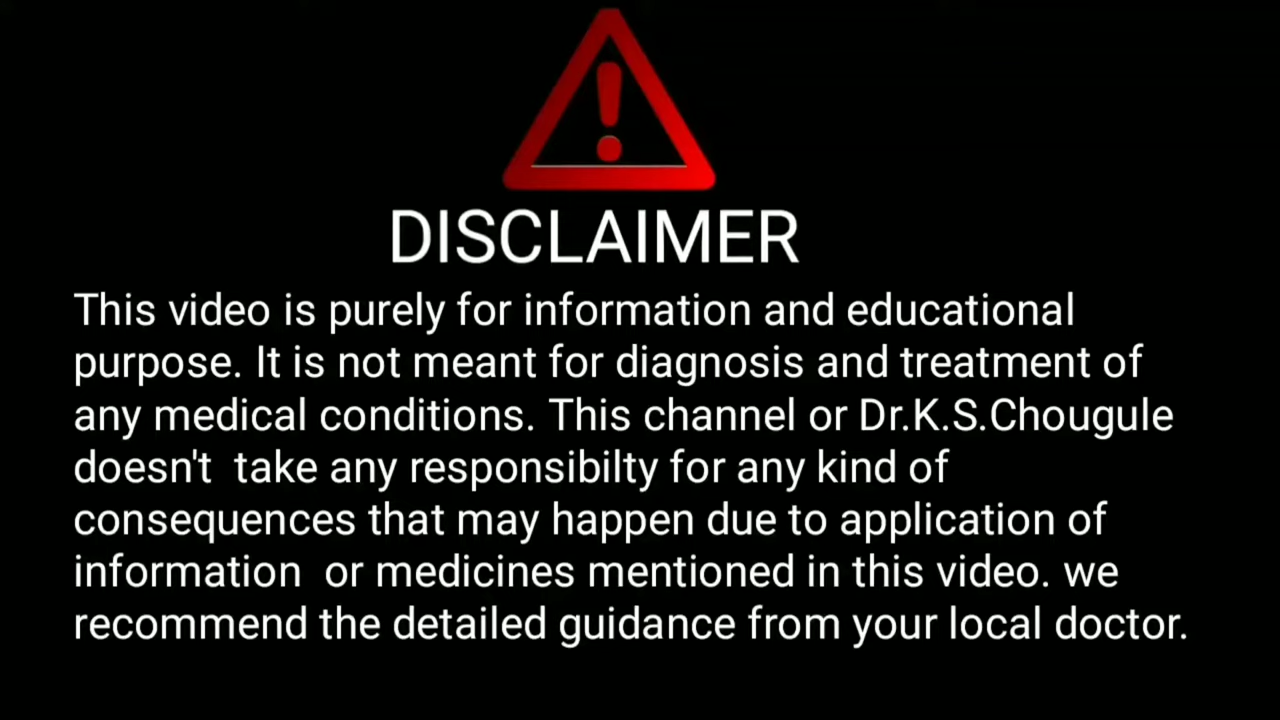 DISCLAIMER
This video is purely for information and educational
purpose. It is not meant for diagnosis and treatment of
any medical conditions. This channel or Dr.K.S.Chougule
doesn't  take any responsibilty for any kind of
consequences that may happen due to application of
information  or medicines mentioned in this video. we
recommend the detailed guidance from your local doctor.